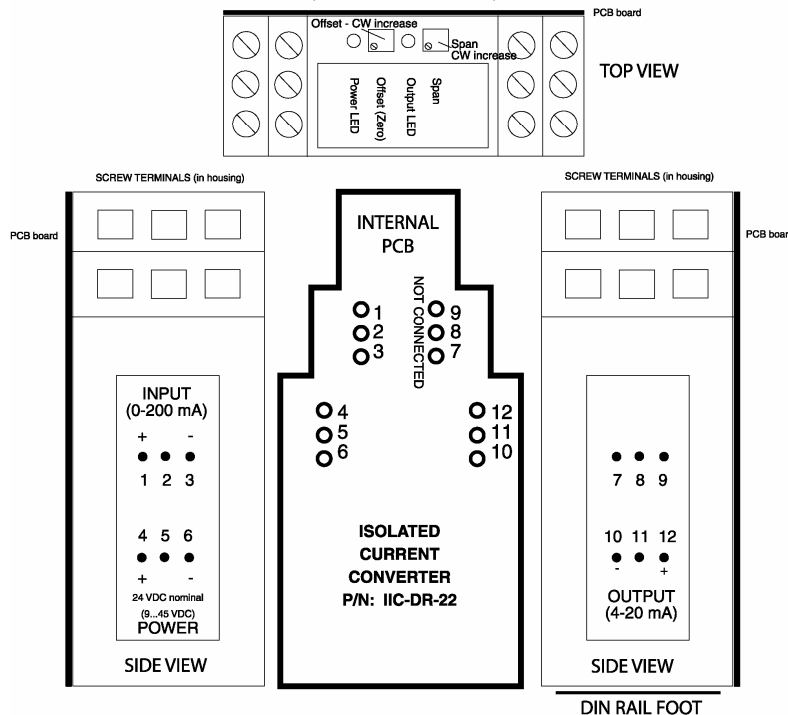 PCB board
Offset - CW increase
Span
CW increase
TOP VIEW
Power LED
Offset (Zero)
Output LED
Span
SCREW TERMINALS (in housing)
PCB board
INPUT
(0-200 mA)
+ -
1 2 3
4 5 6
+ -
24 VDC nominal
(9...45 VDC)
POWER
SIDE VIEW
INTERNAL
PCB
NOT CONNECTED
1 9
2 8
3 7
4 12
5 11
6 10
ISOLATED
CURRENT
CONVERTER
P/N: IIC-DR-22
SCREW TERMINALS (in housing)
PCB boar
7 8 9
10 11 12
- +
OUTPUT
(4-20 mA)
SIDE VIEW
DIN RAIL FOOT